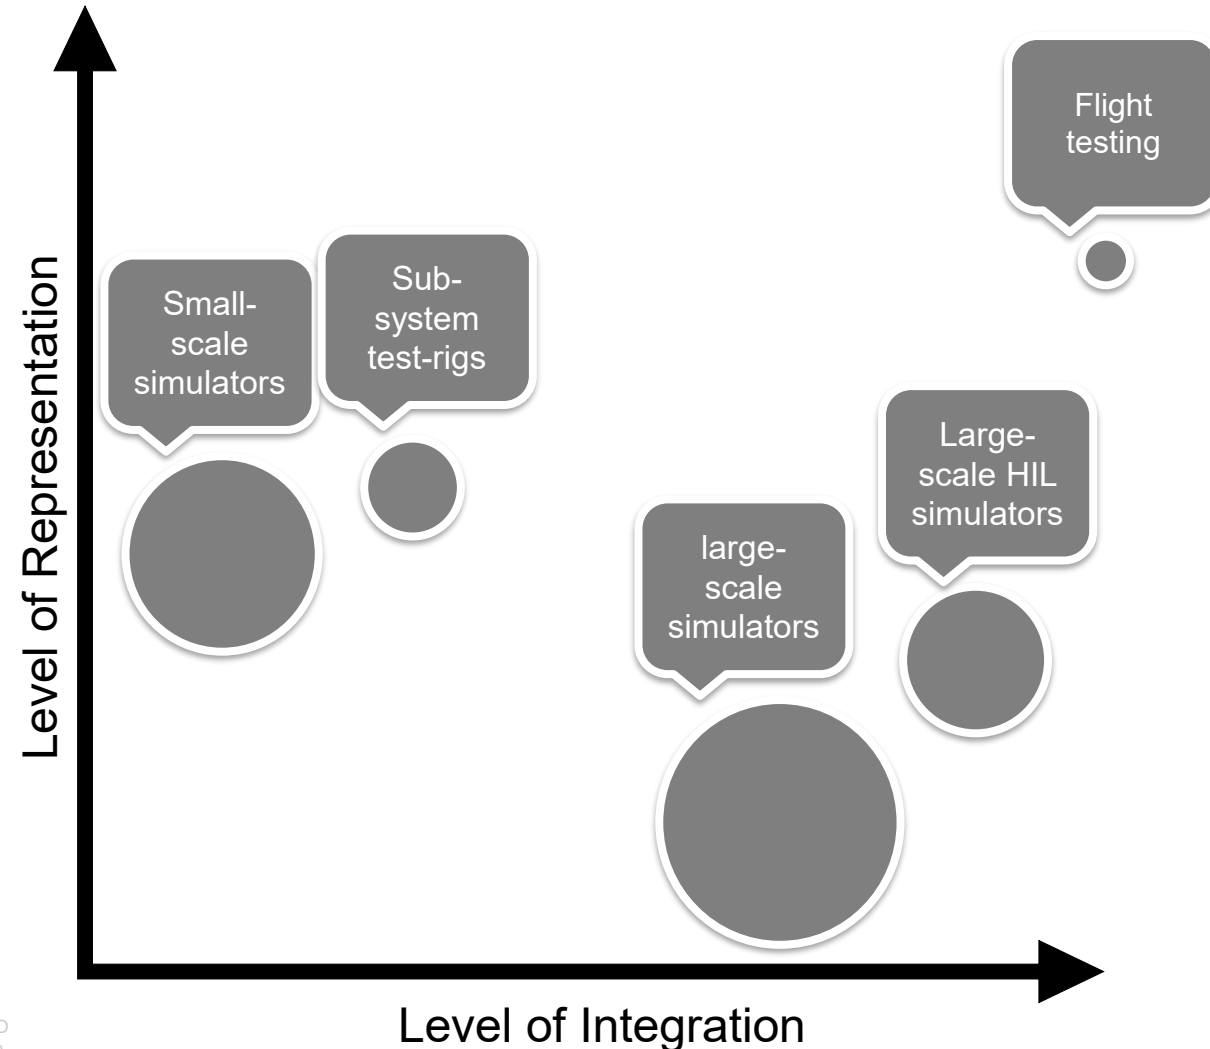 Flight
testing
Small-
scale
simulators
Sub-
system
test-rigs
Large-
scale HIL
simulators
large-
scale
simulators
Level of Representation
Level of Integration